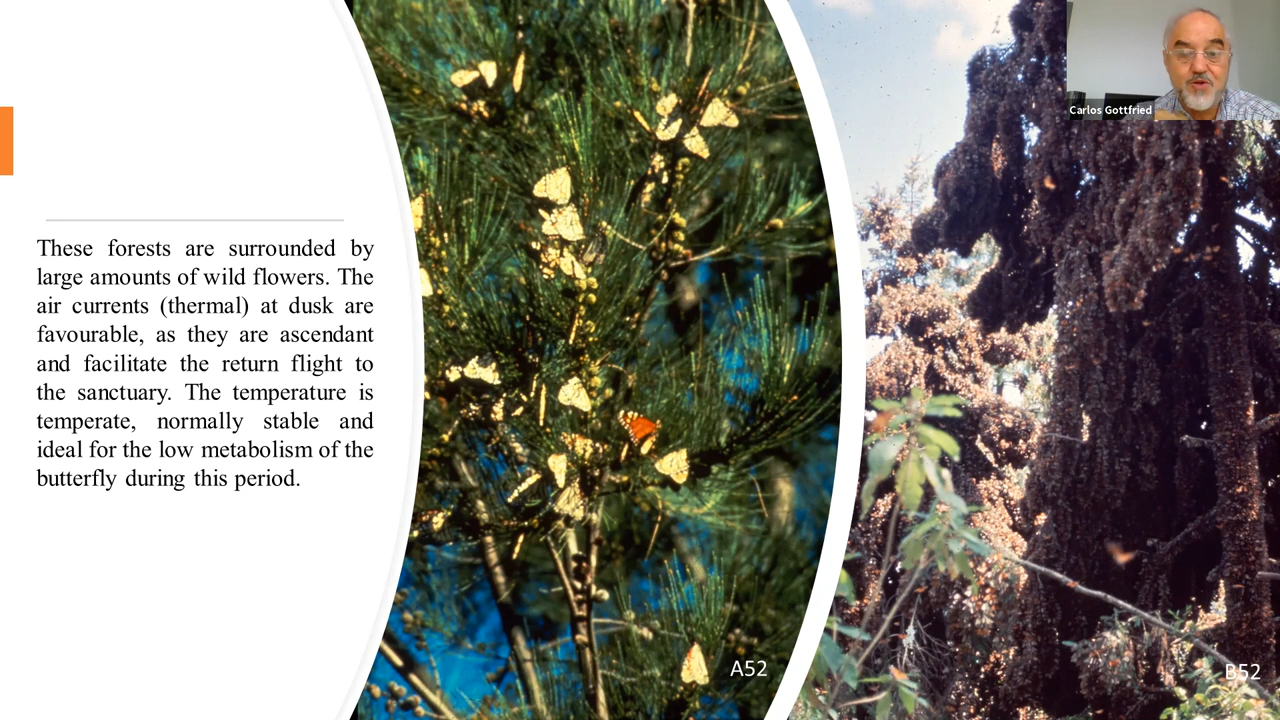 These forests are surrounded by
large amounts of wild flowers. The
air currents (thermal) at dusk are
favourable, as they are ascendant
and facilitate the return flight to
the sanctuary. The temperature is
temperate, normally stable and
ideal for the low metabolism of the
butterfly during this period.
A52
B52
Carlos Gottfried